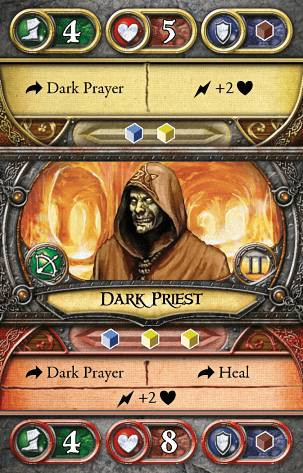 4 5
Dark Prayer +2
II
DARK PRIEST
Dark Prayer Heal
+2
4 8